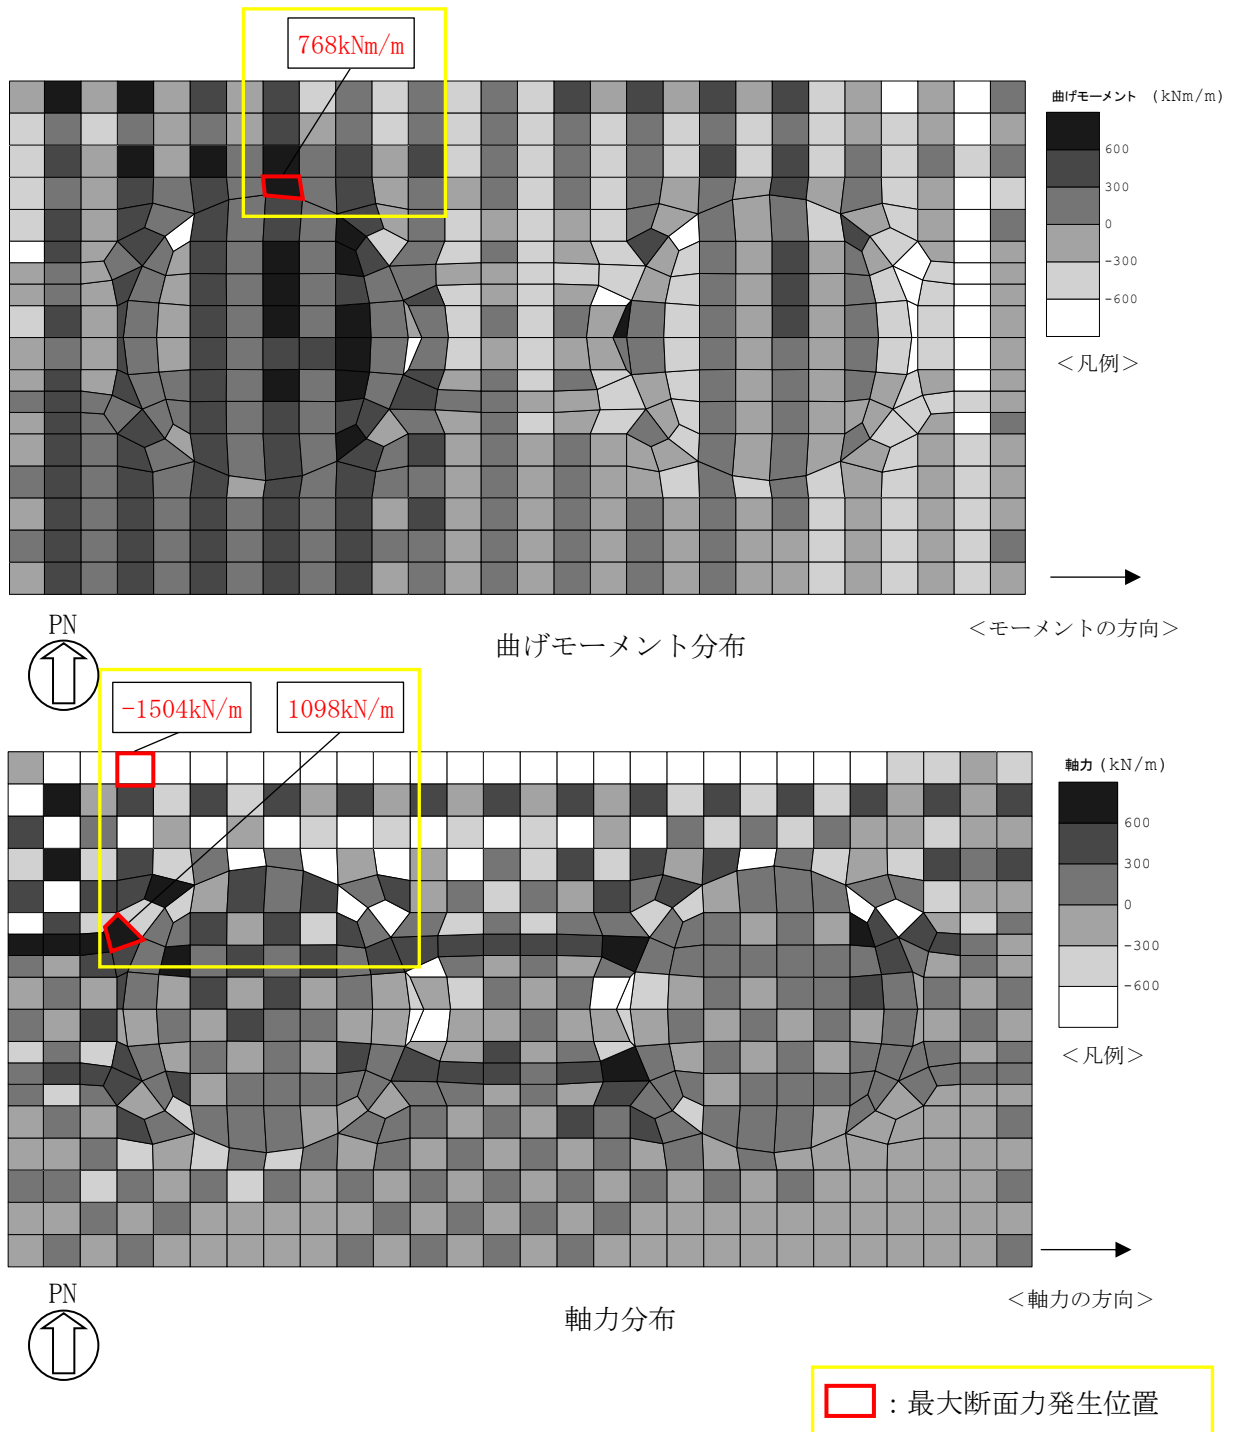 768kNm/m
曲げモーメント (kNm/m)
600
300
0
-300
-600
＜凡例＞
PN
曲げモーメント分布
＜モーメントの方向＞
-1504kN/m
1098kN/m
軸力 (kN/m)
600
300
0
-300
-600
＜凡例＞
PN
軸力分布
＜軸力の方向＞
：最大断面力発生位置